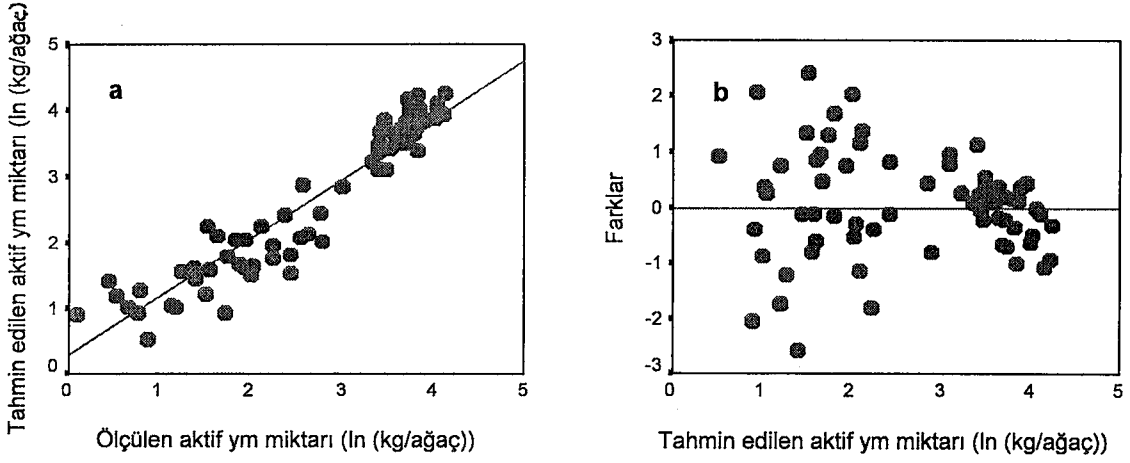 Tahmin edilen aktif ym miktarı (ln (kg/ağaç)
5
4
3
2
1
0
a
0 1 2 3 4 5
Ölçülen aktif ym miktarı (ln (kg/ağaç))
Farklar
3
2
1
0
-1
-2
-3
b
0 1 2 3 4 5
Tahmin edilen aktif ym miktarı (ln (kg/ağaç))